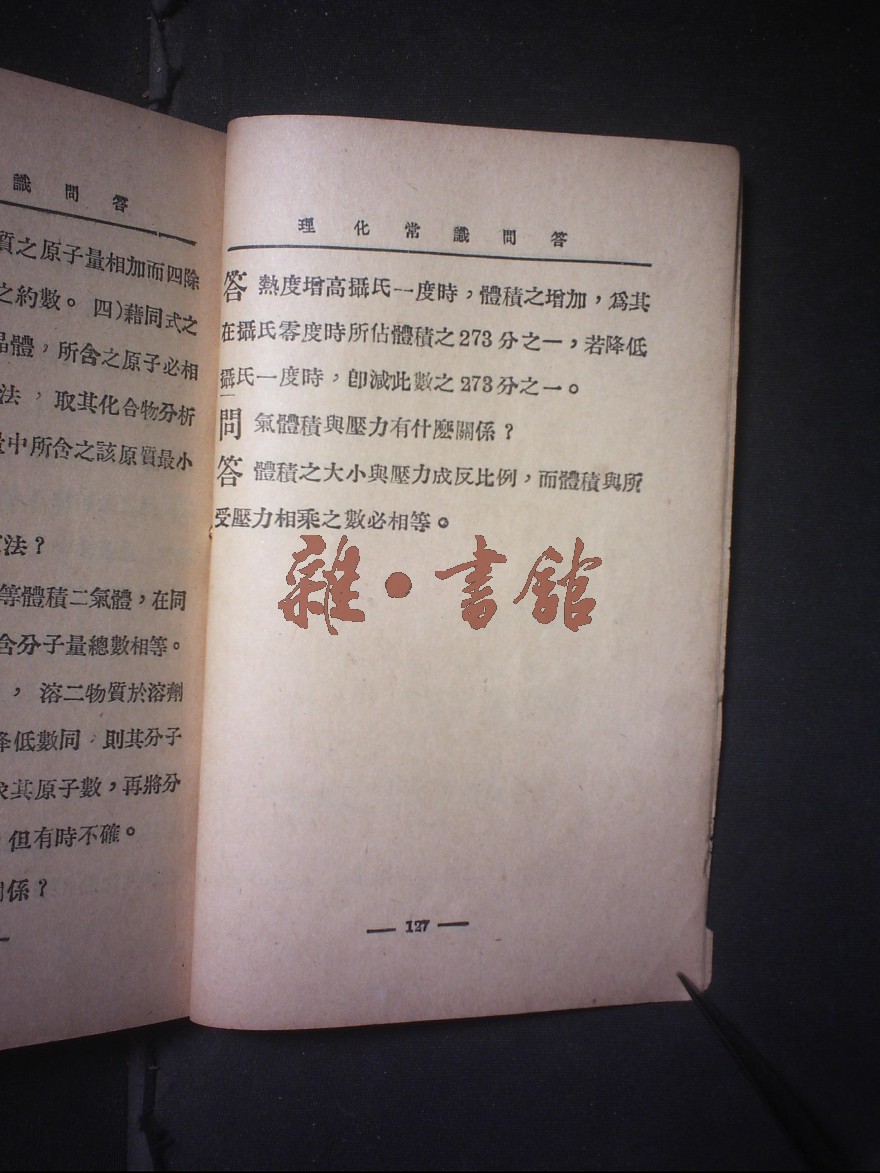 識問答
質之原子量相加而四除
之約數。 四)藉同式之
晶體,所含之原子必相
法,取其化合物分析
量中所含之該原質最小
法?
等體積二氣體,在同
含分子量總數相等。
, 溶二物質於溶劑
降低數同,則其分子
求其原子數,再將分
但有時不確。
係?
理化常識問答
答 熱度增高攝氏一度時,體積之增加,爲其
在攝氏零度時所佔體積之273分之一,若降低
攝氏一度時,卽減此數之273分之一。
問 氣體積與壓力有什麽關係?
答 體積之大小與壓力成反比例,而體積與所
受壓力相乘之數必相等。
雜·書館
— 127 —